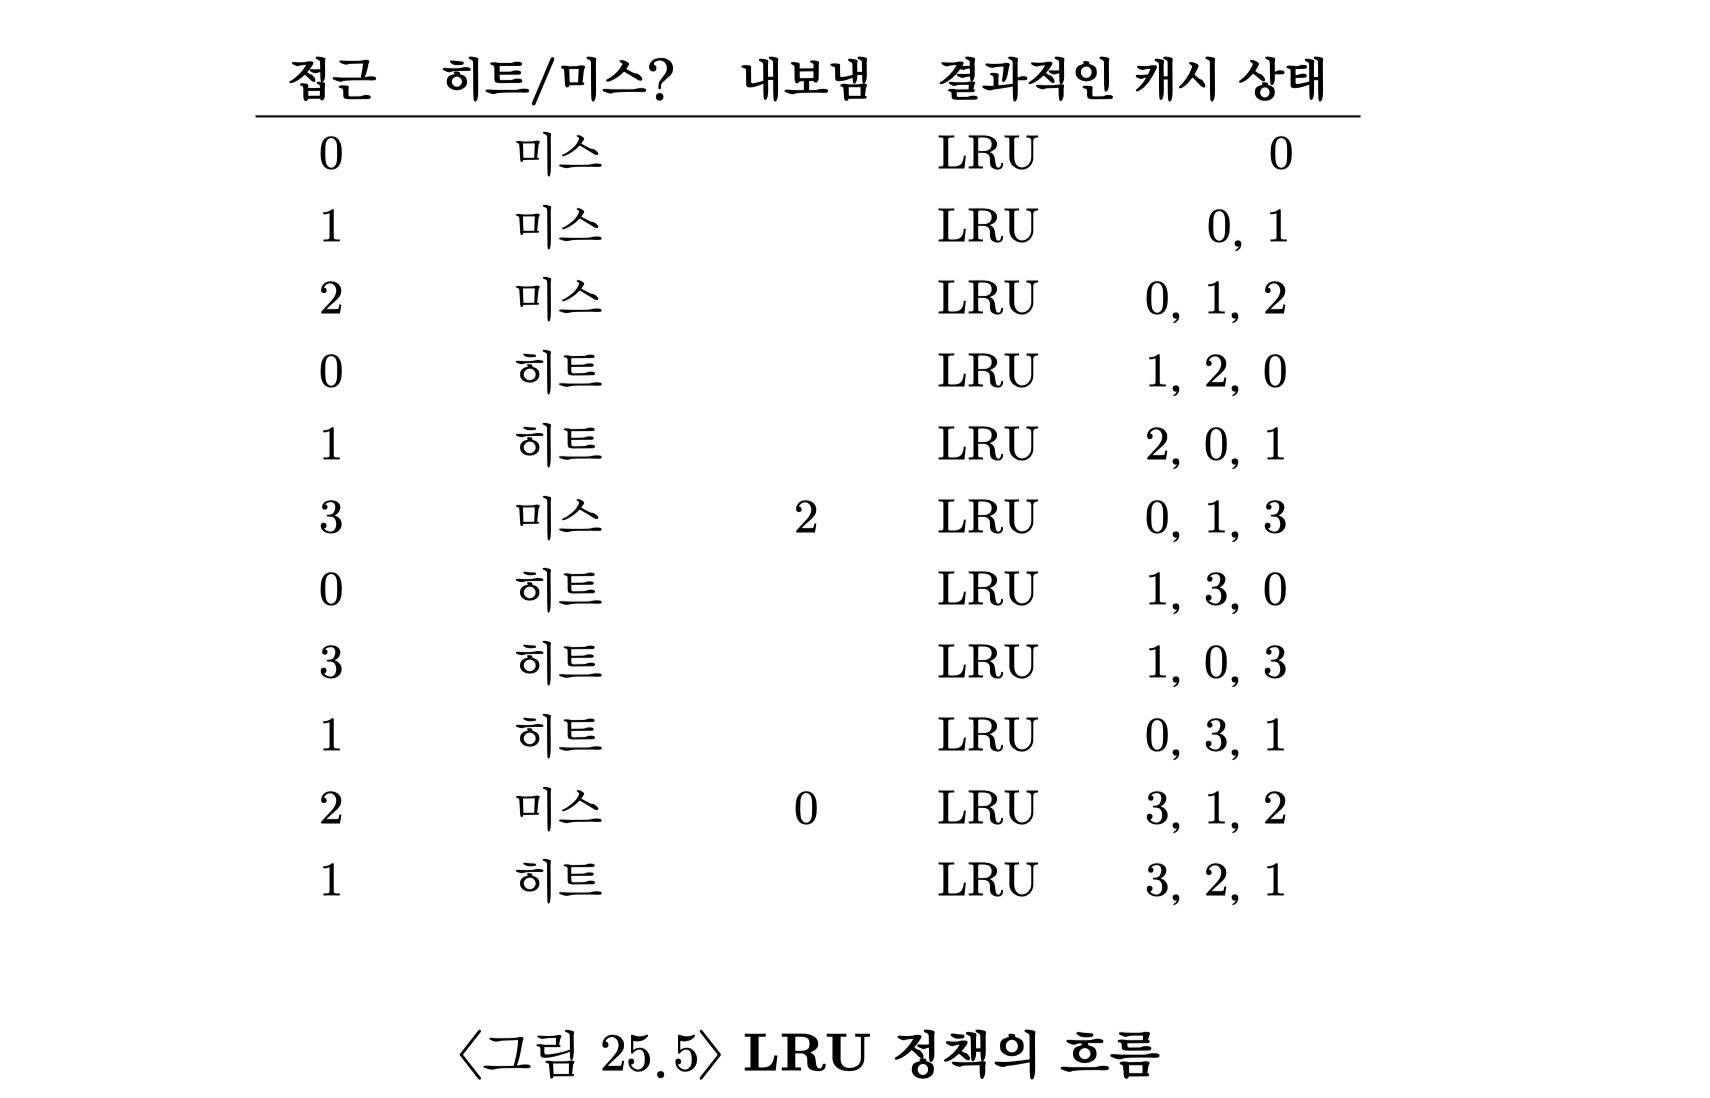 접근 히트/미스? 내보냄 결과적인 캐시 상태
0 미스 LRU 0
1 미스 LRU 0, 1
2 미스 LRU 0, 1, 2
0 히트 LRU 1, 2, 0
1 히트 LRU 2, 0, 1
3 미스 2 LRU 0, 1, 3
0 히트 LRU 1, 3, 0
3 히트 LRU 1, 0, 3
1 히트 LRU 0, 3, 1
2 미스 0 LRU 3, 1, 2
1 히트 LRU 3, 2, 1
〈그림 25.5〉 LRU 정책의 흐름